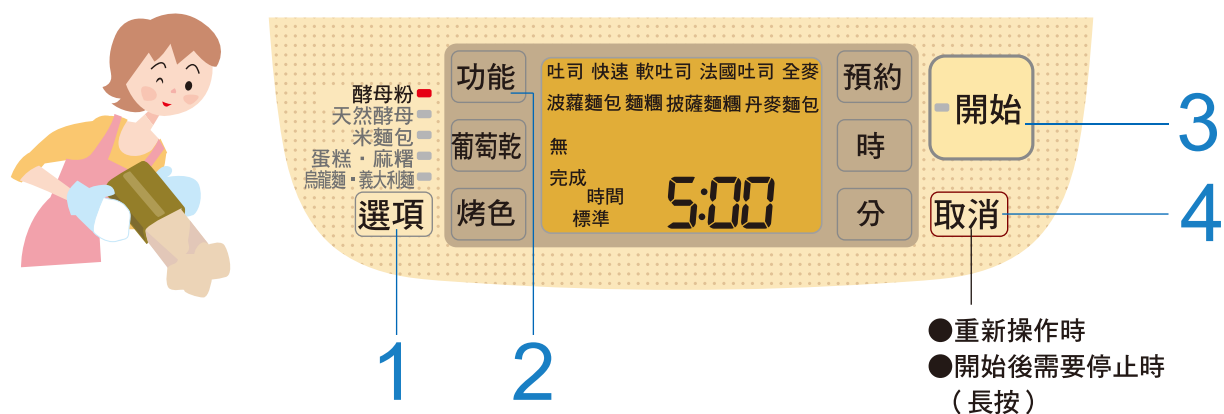 酵母粉
天然酵母
米麵包
蛋糕・麻糬
烏龍麵・義大利麵
選項
功能
葡萄乾
烤色
吐司 快速 軟吐司 法國吐司 全麥
波蘿麵包 麵糰 披薩麵糰 丹麥麵包
無
完成
時間
標準
5:00
預約
時
分
開始
取消
1
2
3
4
●重新操作時
●開始後需要停止時
（長按）